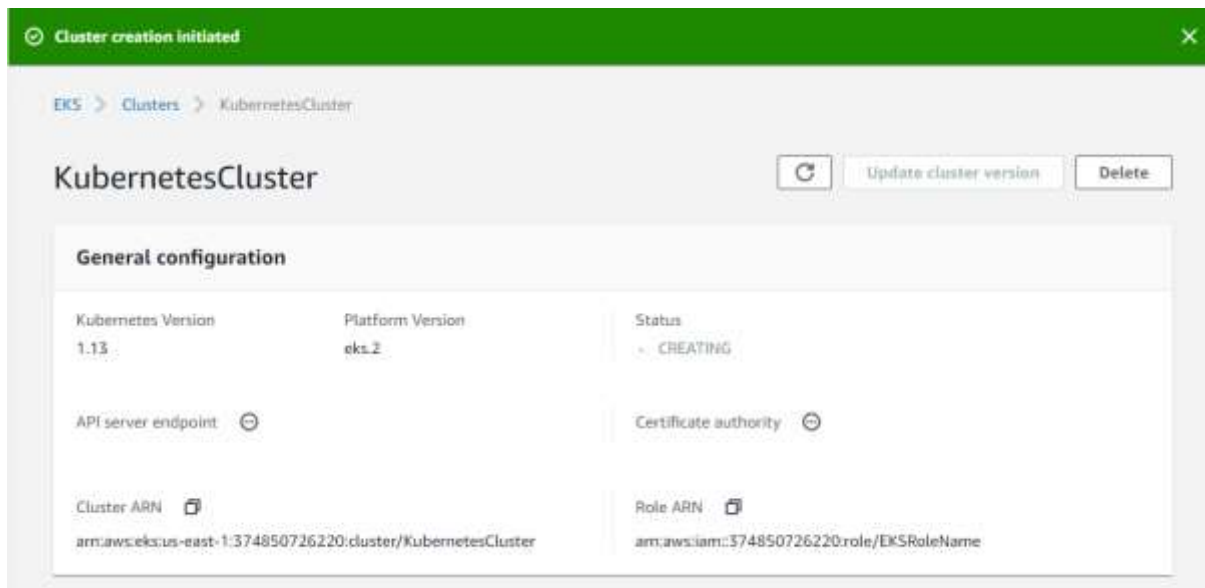 Cluster creation initiated
EKS > Clusters > KubernetesCluster
KubernetesCluster
Update cluster version
Delete
General configuration
Kubernetes Version
1.13
Platform Version
eks.2
Status
- CREATING
API server endpoint
Certificate authority
Cluster ARN
arn:aws:eks:us-east-1:374850726220:cluster/KubernetesCluster
Role ARN
arn:aws:iam::374850726220:role/EKSRoleName